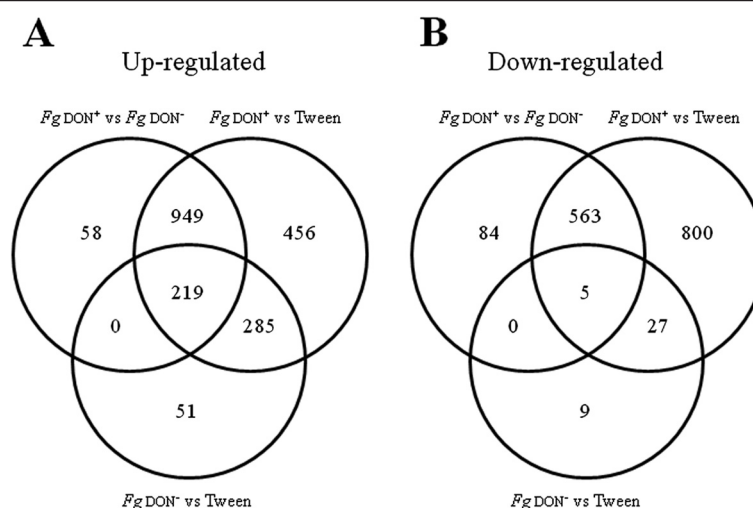 A
B
Up-regulated
Down-regulated
Fg DON⁺ vs Fg DON⁻
Fg DON⁺ vs Tween
Fg DON⁺ vs Fg DON⁻
Fg DON⁺ vs Tween
58
949
456
84
563
800
219
5
0
285
0
27
51
9
Fg DON⁻ vs Tween
Fg DON⁻ vs Tween